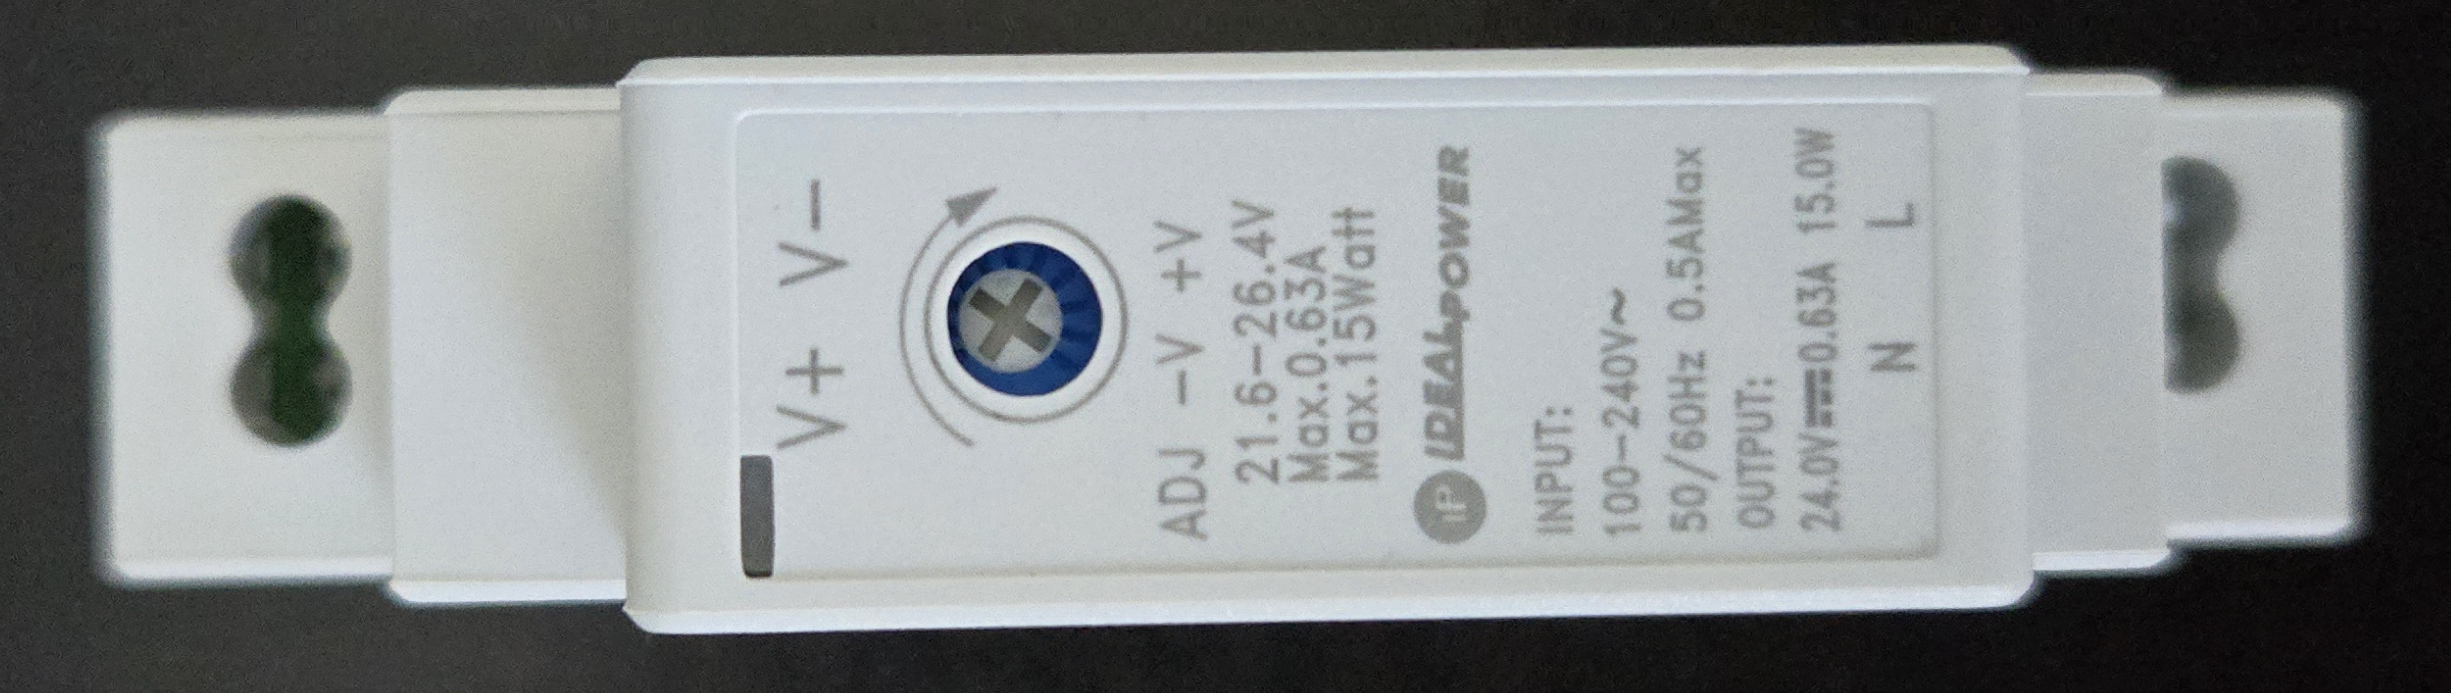 V+ V−
ADJ −V +V
21.6−26.4V
Max.0.63A
Max.15Watt
iP IDEALPOWER
INPUT:
100−240V~
50/60Hz 0.5AMax
OUTPUT:
24.0V⎓0.63A 15.0W
N L